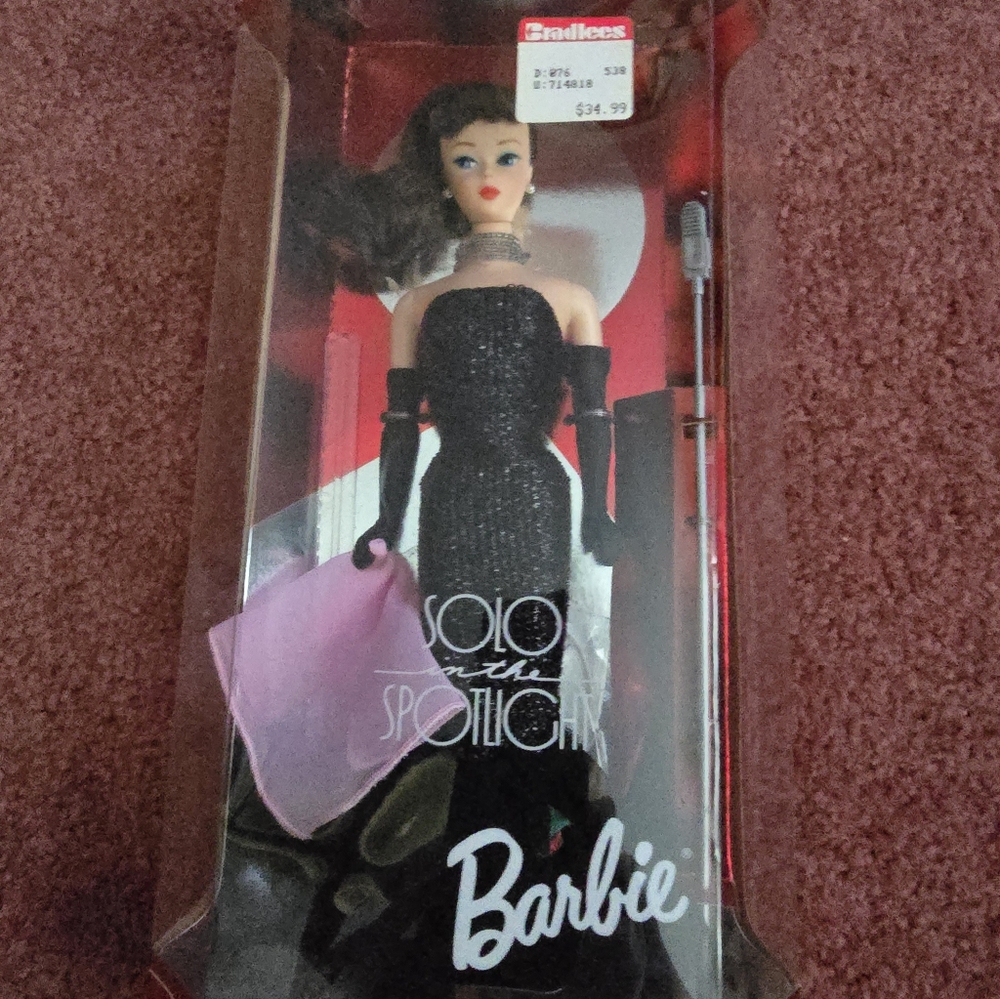 Bradlees
D:076 538
U:714818
$34.99
SOLO
in the
SPOTLIGHT
Barbie®